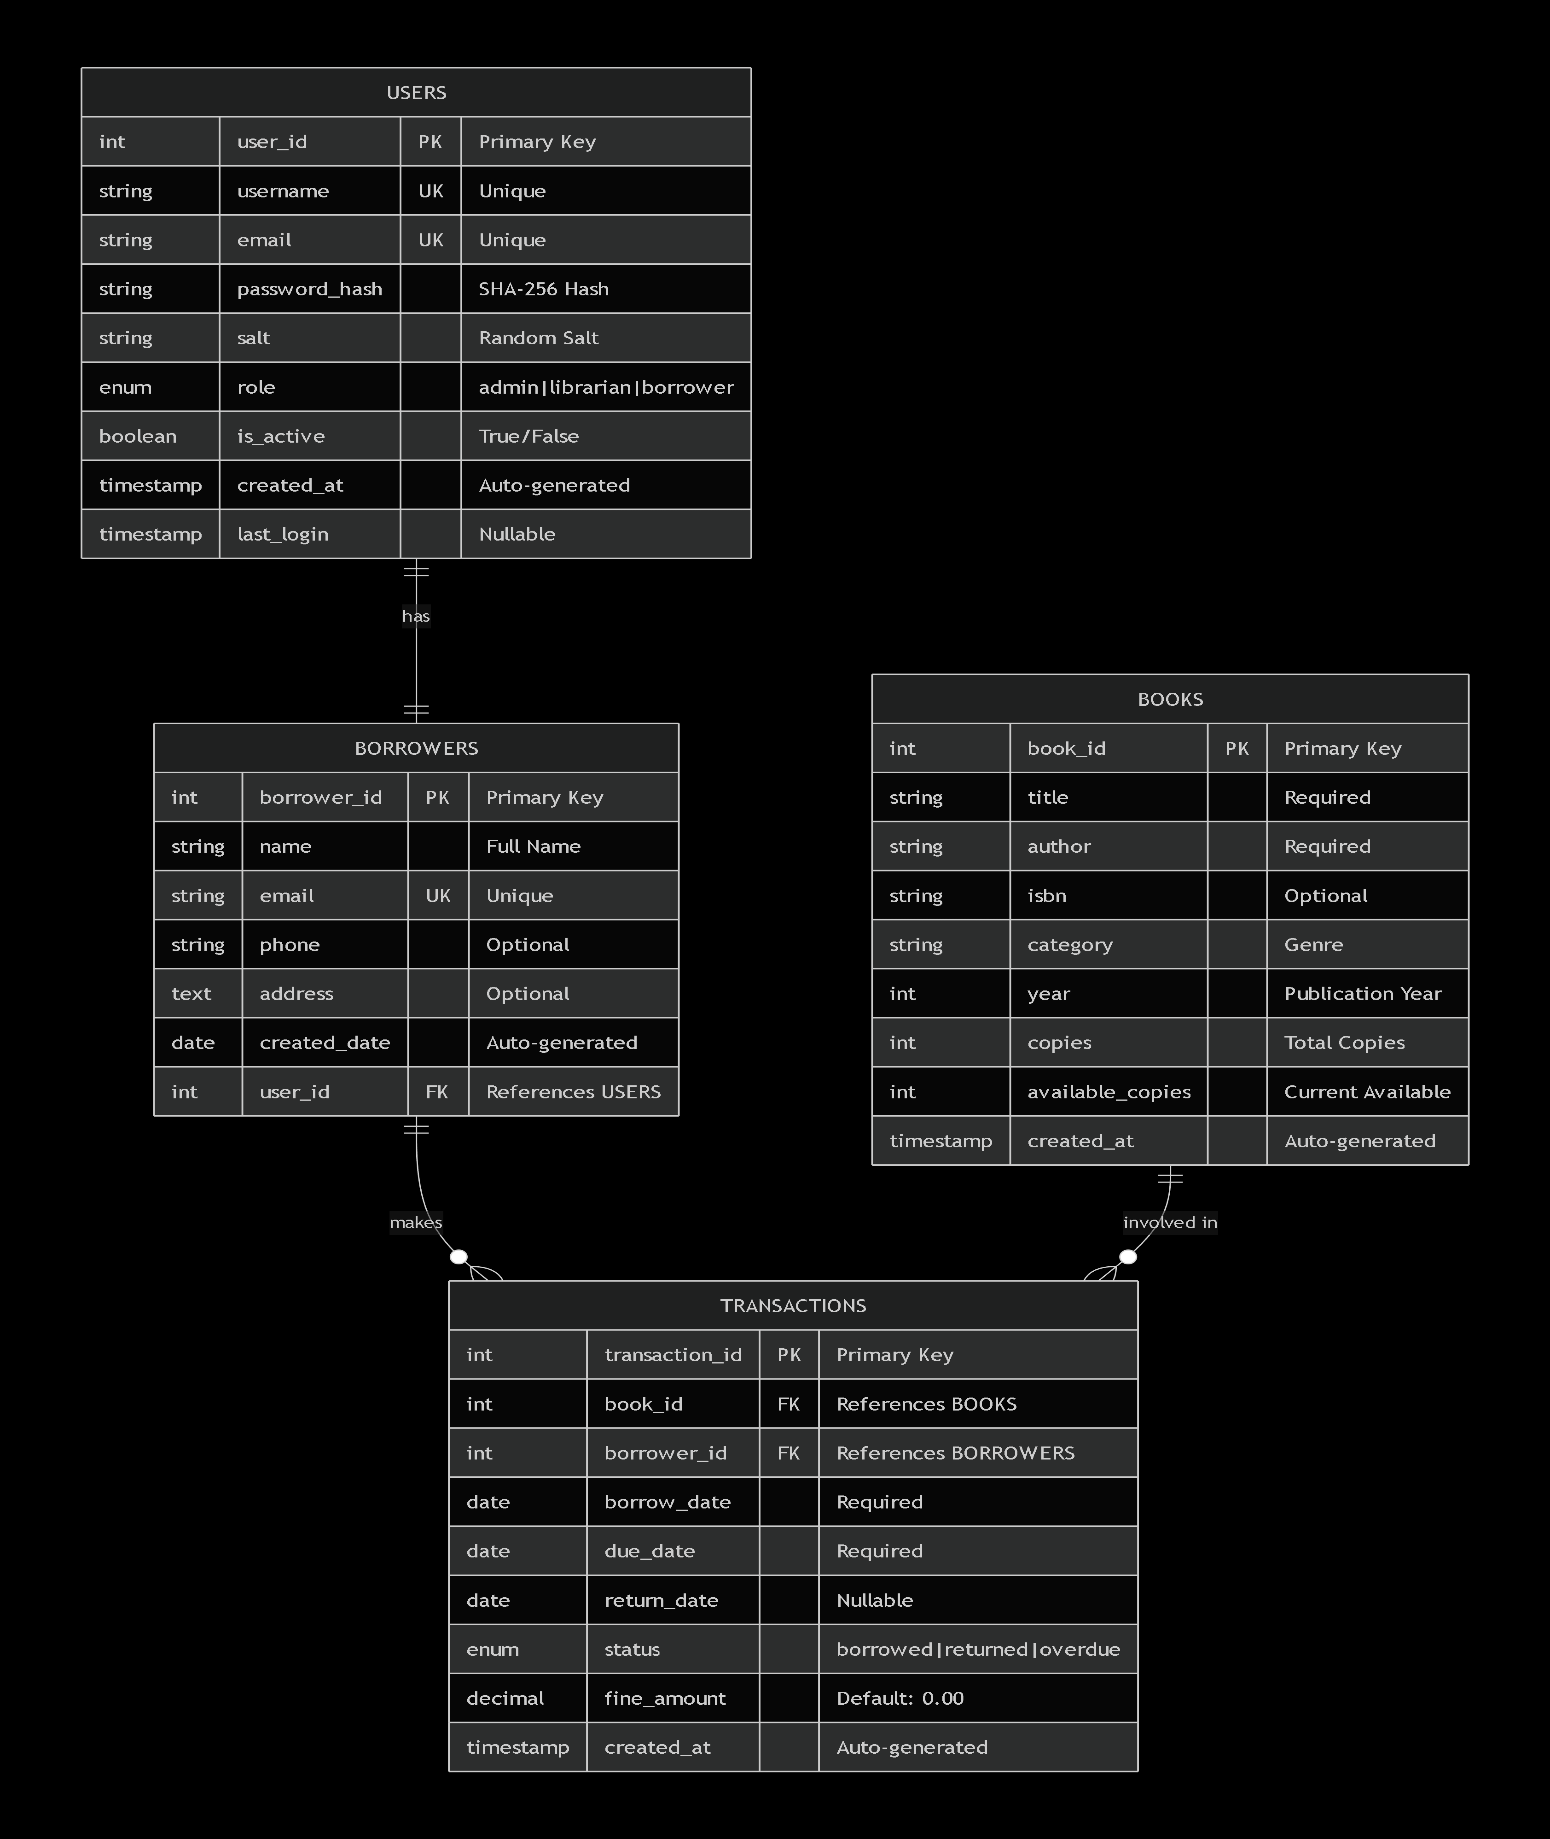 USERS
int user_id PK Primary Key
string username UK Unique
string email UK Unique
string password_hash SHA-256 Hash
string salt Random Salt
enum role admin|librarian|borrower
boolean is_active True/False
timestamp created_at Auto-generated
timestamp last_login Nullable
has
BORROWERS
int borrower_id PK Primary Key
string name Full Name
string email UK Unique
string phone Optional
text address Optional
date created_date Auto-generated
int user_id FK References USERS
BOOKS
int book_id PK Primary Key
string title Required
string author Required
string isbn Optional
string category Genre
int year Publication Year
int copies Total Copies
int available_copies Current Available
timestamp created_at Auto-generated
makes
involved in
TRANSACTIONS
int transaction_id PK Primary Key
int book_id FK References BOOKS
int borrower_id FK References BORROWERS
date borrow_date Required
date due_date Required
date return_date Nullable
enum status borrowed|returned|overdue
decimal fine_amount Default: 0.00
timestamp created_at Auto-generated